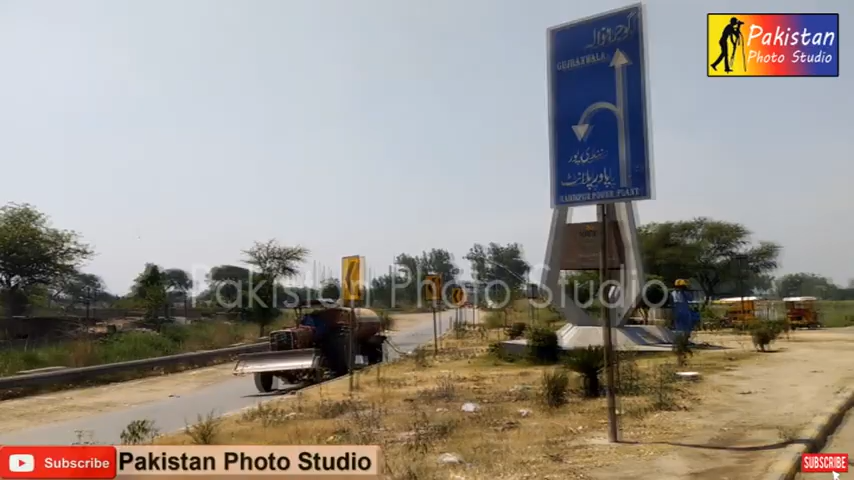 Pakistan
Photo Studio
گوجرانوالہ
GUJRANWALA
نندی پور
پاور پلانٹ
NANDIPUR POWER PLANT
Pakistan Photo Studio
Subscribe
Pakistan Photo Studio
SUBSCRIBE